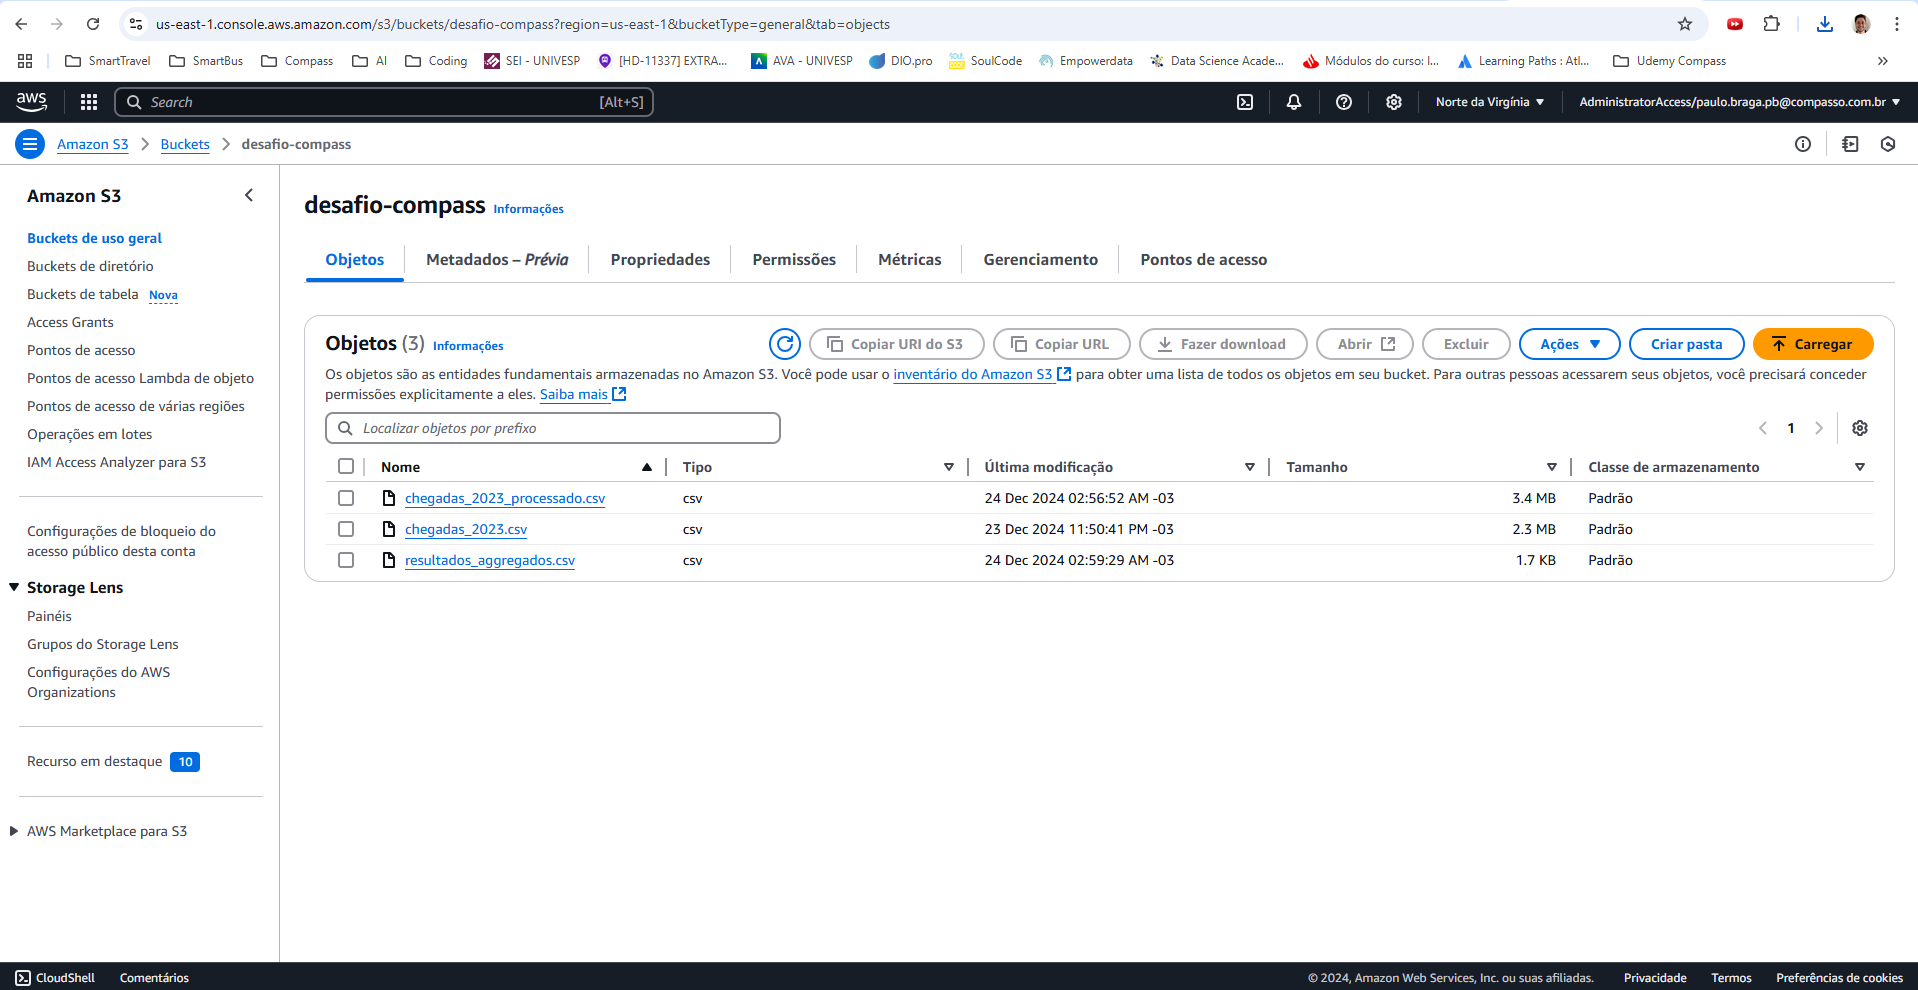 us-east-1.console.aws.amazon.com/s3/buckets/desafio-compass?region=us-east-1&bucketType=general&tab=objects
SmartTravel SmartBus Compass AI Coding SEI - UNIVESP [HD-11337] EXTRA... AVA - UNIVESP DIO.pro SoulCode Empowerdata Data Science Acade... Módulos do curso: I... Learning Paths : Atl... Udemy Compass
aws Search [Alt+S] Norte da Virgínia AdministratorAccess/paulo.braga.pb@compasso.com.br
Amazon S3 Buckets desafio-compass
Amazon S3
Buckets de uso geral
Buckets de diretório
Buckets de tabela Nova
Access Grants
Pontos de acesso
Pontos de acesso Lambda de objeto
Pontos de acesso de várias regiões
Operações em lotes
IAM Access Analyzer para S3
Configurações de bloqueio do
acesso público desta conta
Storage Lens
Painéis
Grupos do Storage Lens
Configurações do AWS
Organizations
Recurso em destaque 10
AWS Marketplace para S3
desafio-compass Informações
Objetos Metadados – Prévia Propriedades Permissões Métricas Gerenciamento Pontos de acesso
Objetos (3) Informações Copiar URI do S3 Copiar URL Fazer download Abrir Excluir Ações Criar pasta Carregar
Os objetos são as entidades fundamentais armazenadas no Amazon S3. Você pode usar o inventário do Amazon S3 para obter uma lista de todos os objetos em seu bucket. Para outras pessoas acessarem seus objetos, você precisará conceder
permissões explicitamente a eles. Saiba mais
Localizar objetos por prefixo 1
Nome Tipo Última modificação Tamanho Classe de armazenamento
chegadas_2023_processado.csv csv 24 Dec 2024 02:56:52 AM -03 3.4 MB Padrão
chegadas_2023.csv csv 23 Dec 2024 11:50:41 PM -03 2.3 MB Padrão
resultados_aggregados.csv csv 24 Dec 2024 02:59:29 AM -03 1.7 KB Padrão
CloudShell Comentários © 2024, Amazon Web Services, Inc. ou suas afiliadas. Privacidade Termos Preferências de cookies